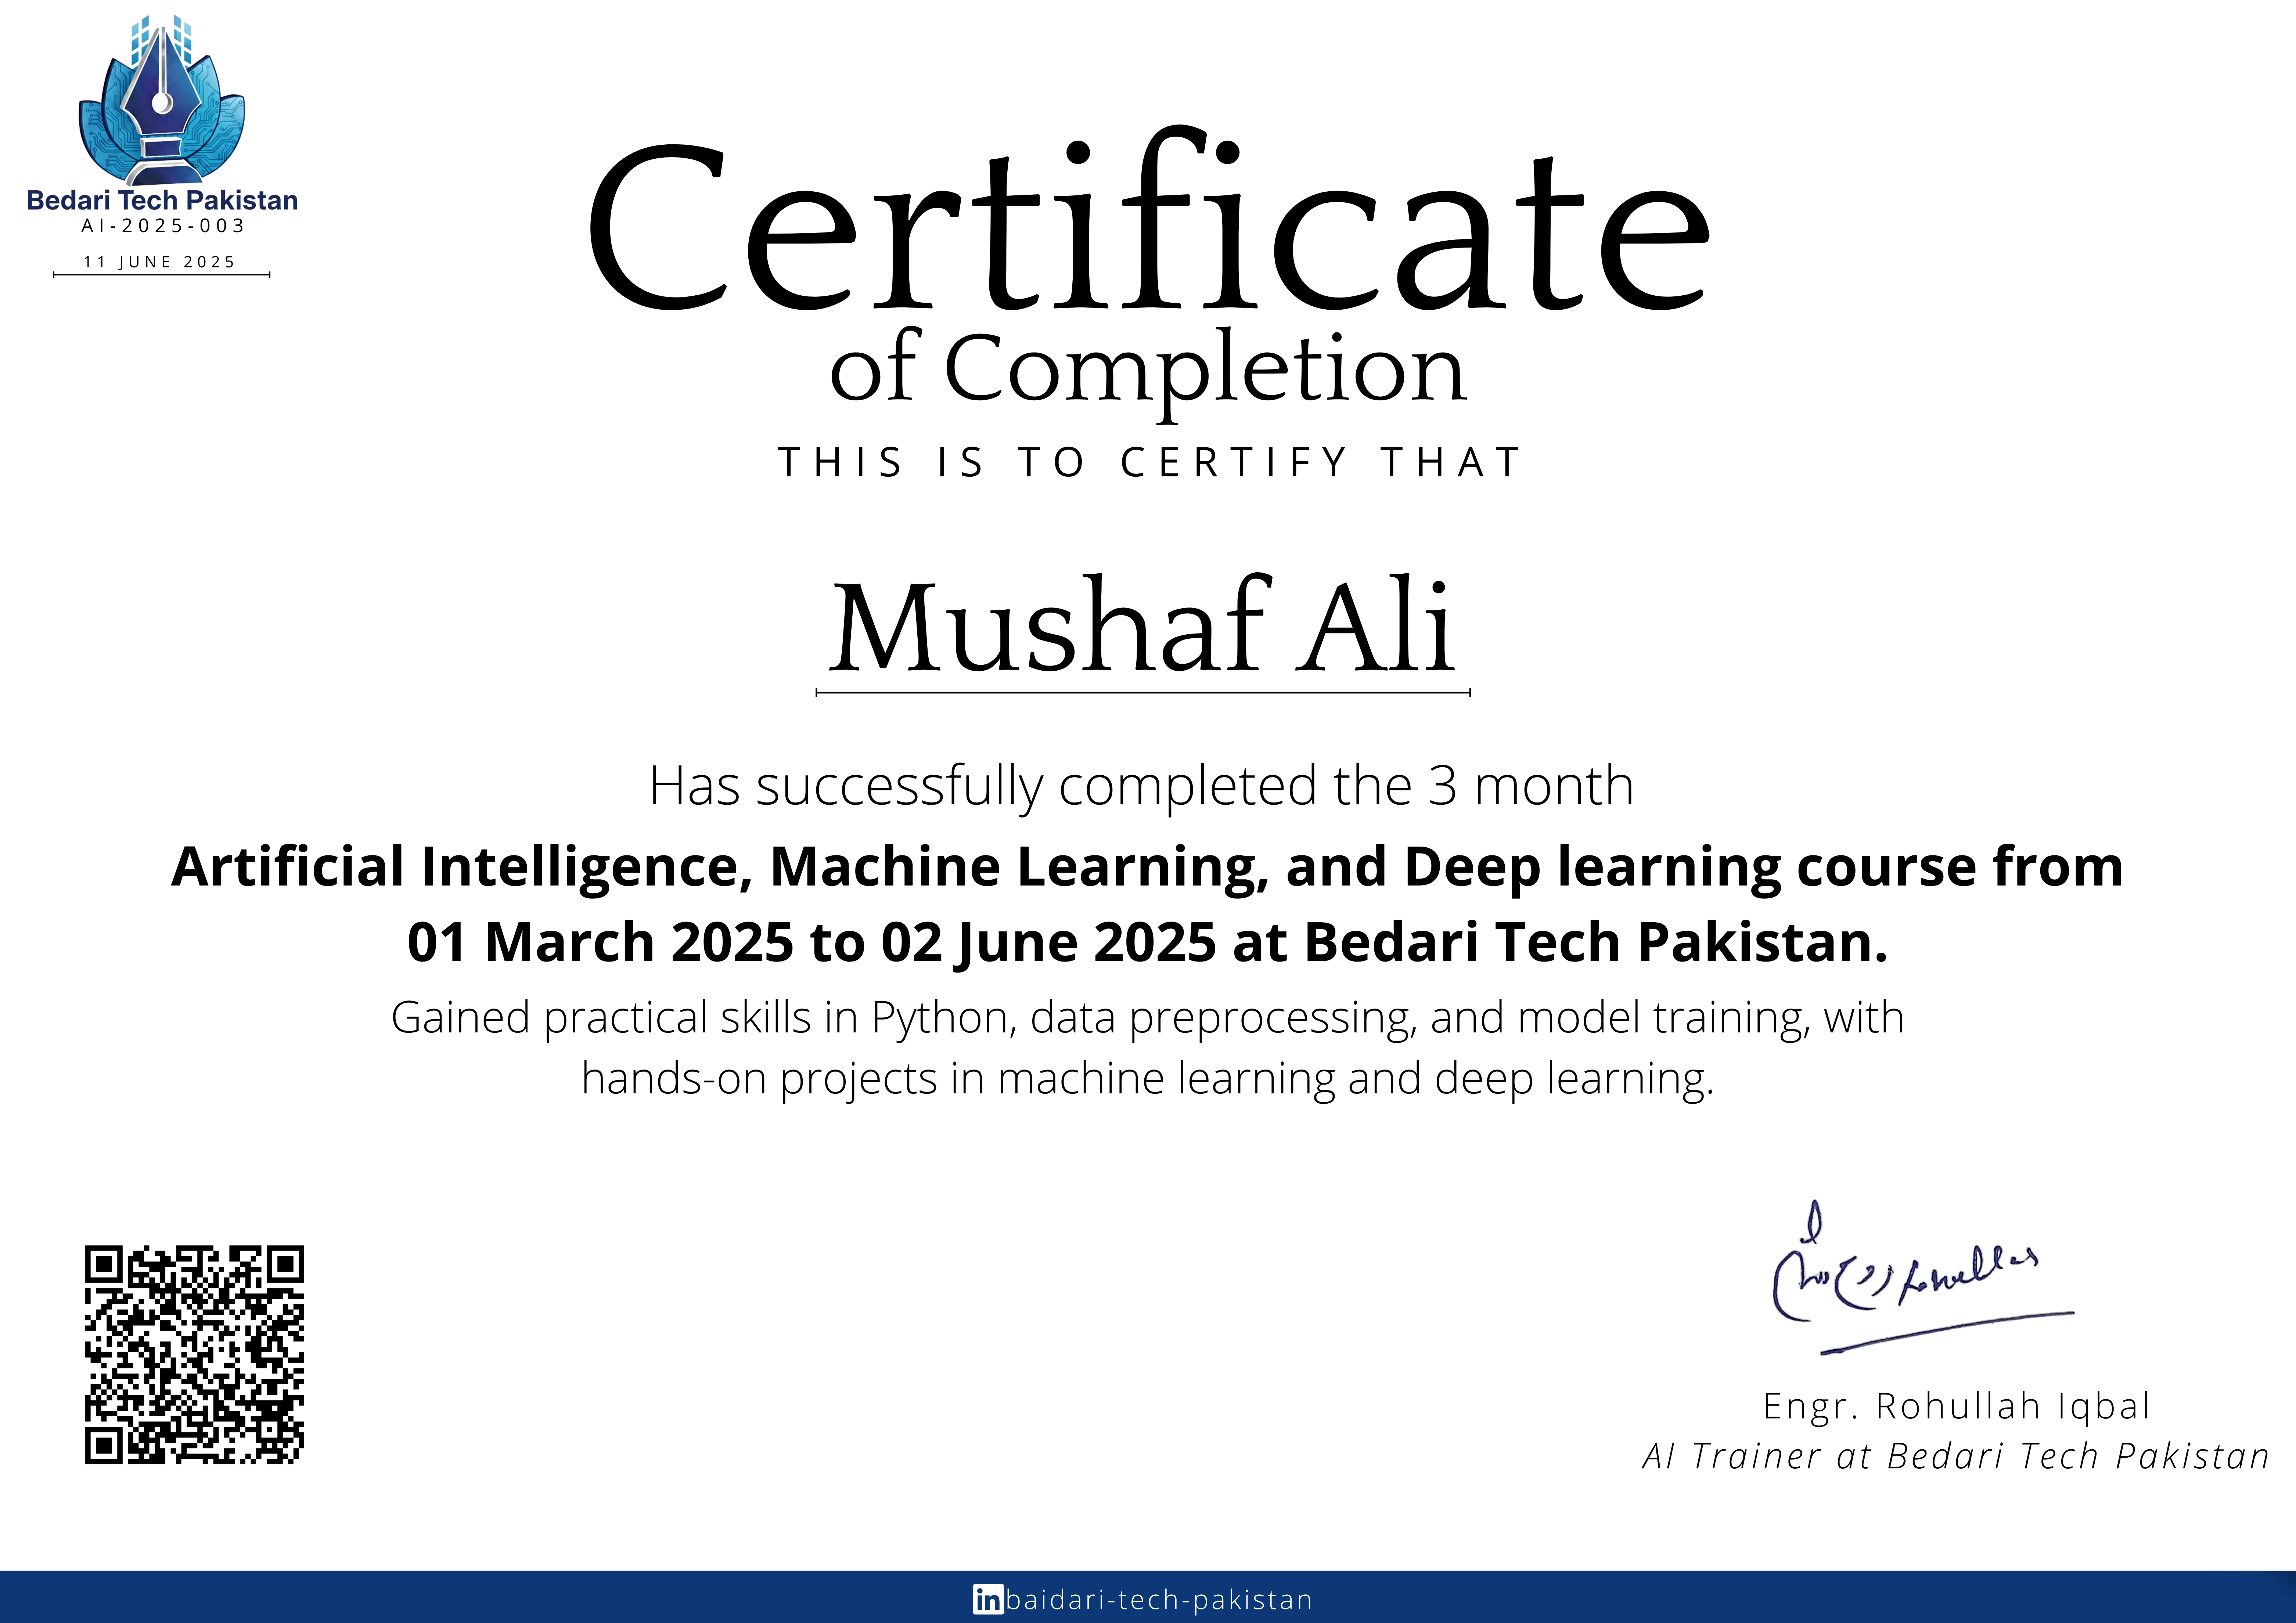 Bedari Tech Pakistan
AI-2025-003
11 JUNE 2025
Certificate
of Completion
THIS IS TO CERTIFY THAT
Mushaf Ali
Has successfully completed the 3 month
Artificial Intelligence, Machine Learning, and Deep learning course from
01 March 2025 to 02 June 2025 at Bedari Tech Pakistan.
Gained practical skills in Python, data preprocessing, and model training, with
hands-on projects in machine learning and deep learning.
Engr. Rohullah Iqbal
AI Trainer at Bedari Tech Pakistan
in baidari-tech-pakistan